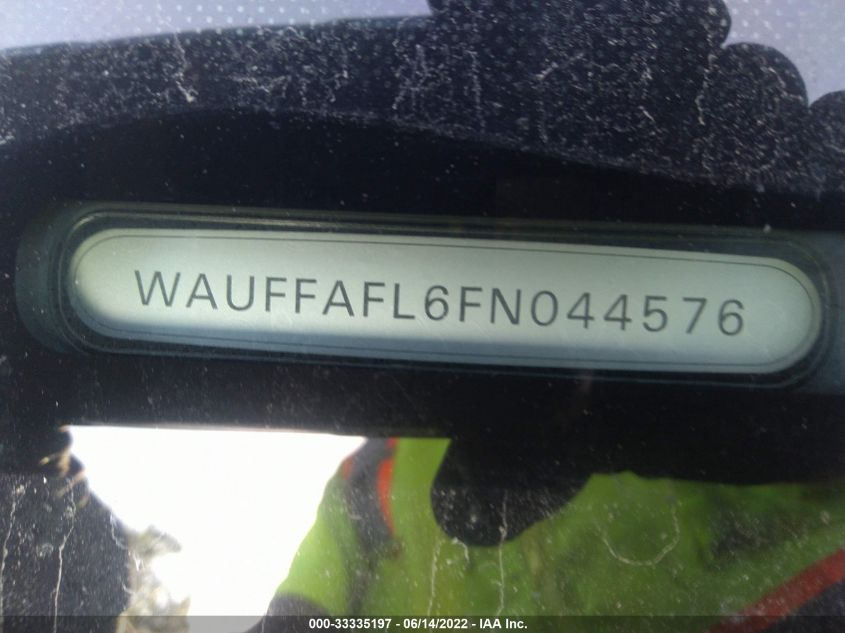 WAUFFAFL6FN044576
000-33335197 - 06/14/2022 - IAA Inc.